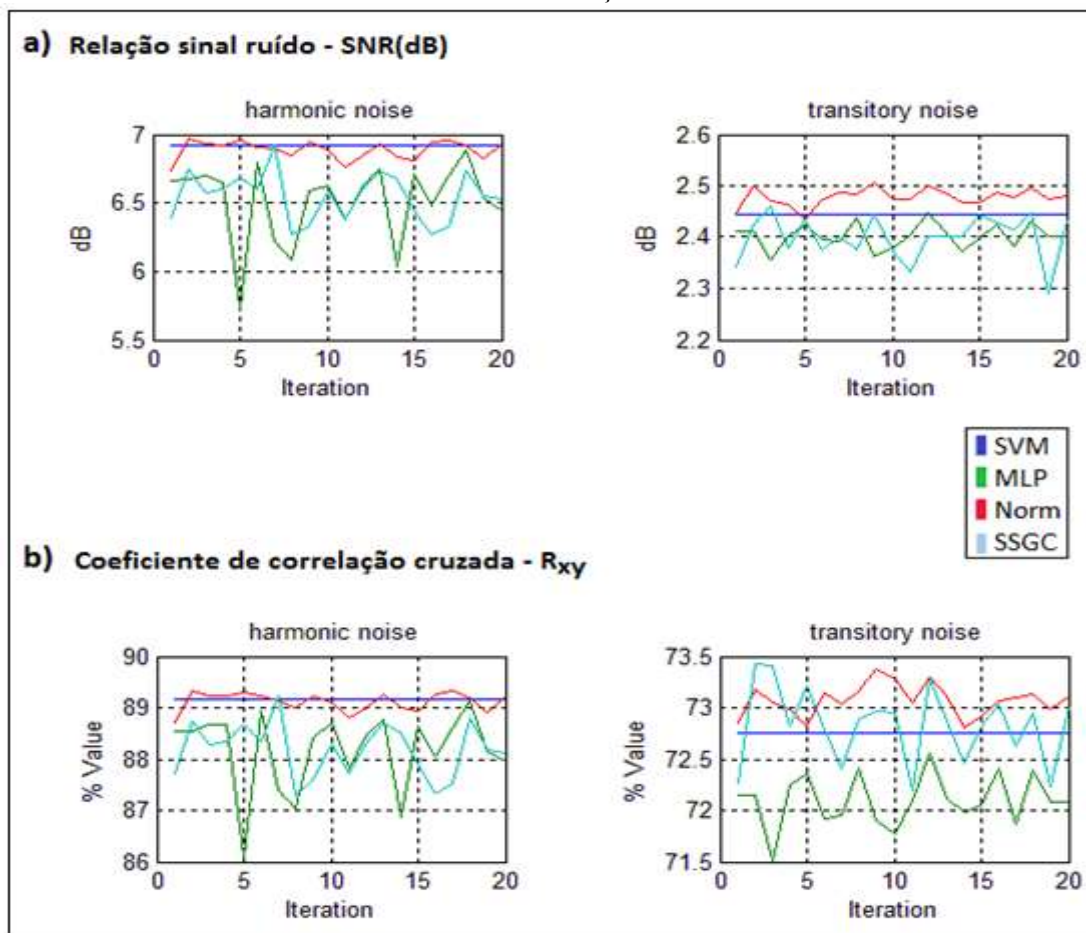 a) Relação sinal ruído - SNR(dB)
harmonic noise
7
6.5
6
5.5
dB
0 5 10 15 20
Iteration
transitory noise
2.6
2.5
2.4
2.3
2.2
dB
0 5 10 15 20
Iteration
SVM
MLP
Norm
SSGC
b) Coeficiente de correlação cruzada - Rxy
harmonic noise
90
89
88
87
86
% Value
0 5 10 15 20
Iteration
transitory noise
73.5
73
72.5
72
71.5
% Value
0 5 10 15 20
Iteration